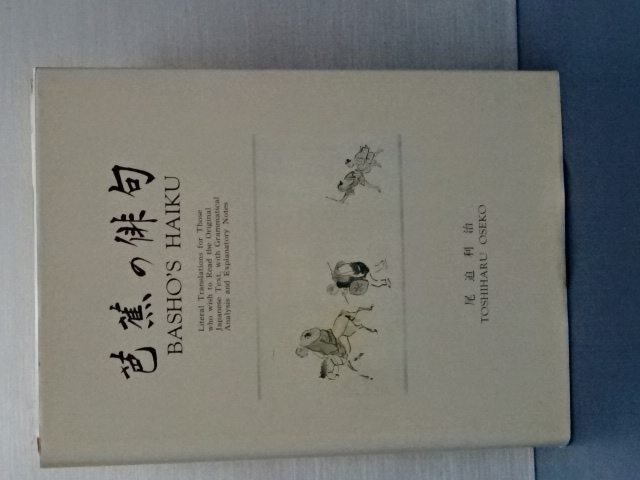 芭蕉の俳句
BASHO'S HAIKU
Literal Translations for Those
who wish to Read the Original
Japanese Text, with Grammatical
Analysis and Explanatory Notes
尾迫利治
TOSHIHARU OSEKO